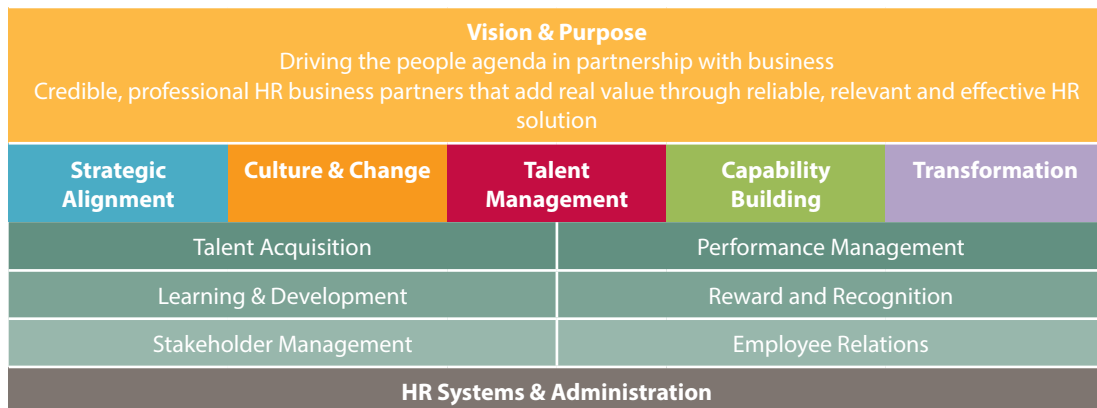 Vision & Purpose
Driving the people agenda in partnership with business
Credible, professional HR business partners that add real value through reliable, relevant and effective HR
solution
Strategic
Alignment
Culture & Change
Talent
Management
Capability
Building
Transformation
Talent Acquisition
Performance Management
Learning & Development
Reward and Recognition
Stakeholder Management
Employee Relations
HR Systems & Administration